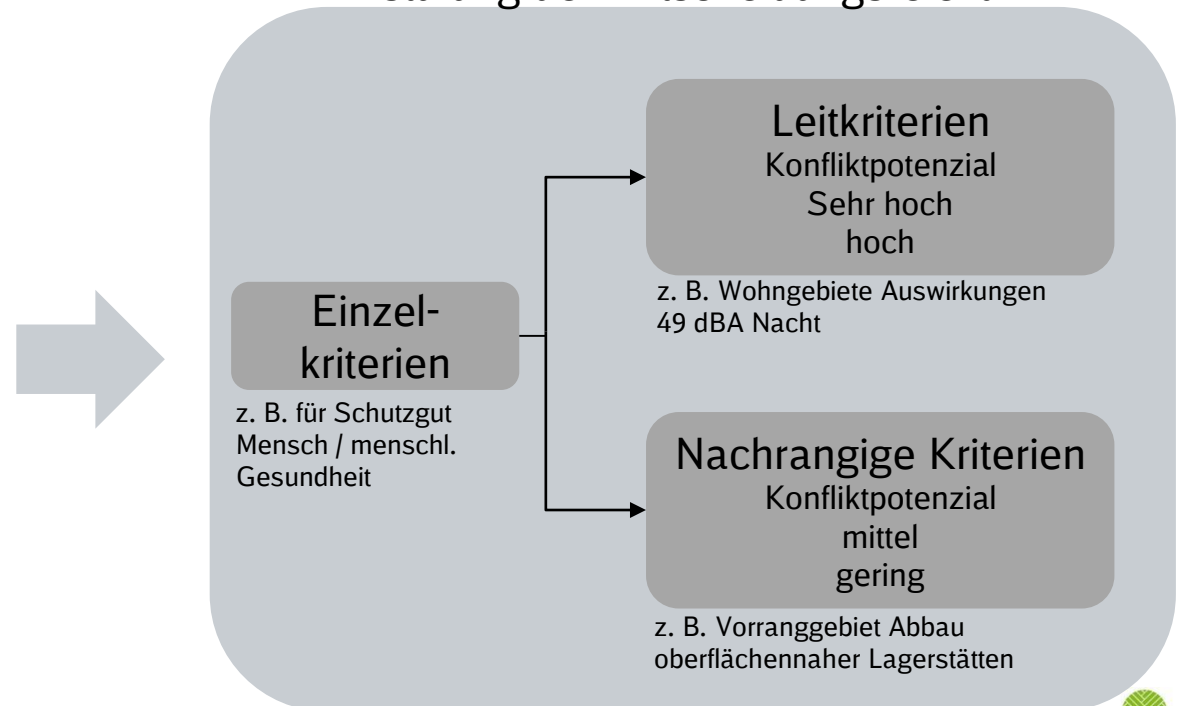 Einzel-
kriterien
z. B. für Schutzgut
Mensch / menschl.
Gesundheit
Leitkriterien
Konfliktpotenzial
Sehr hoch
hoch
z. B. Wohngebiete Auswirkungen
49 dBA Nacht
Nachrangige Kriterien
Konfliktpotenzial
mittel
gering
z. B. Vorranggebiet Abbau
oberflächennaher Lagerstätten